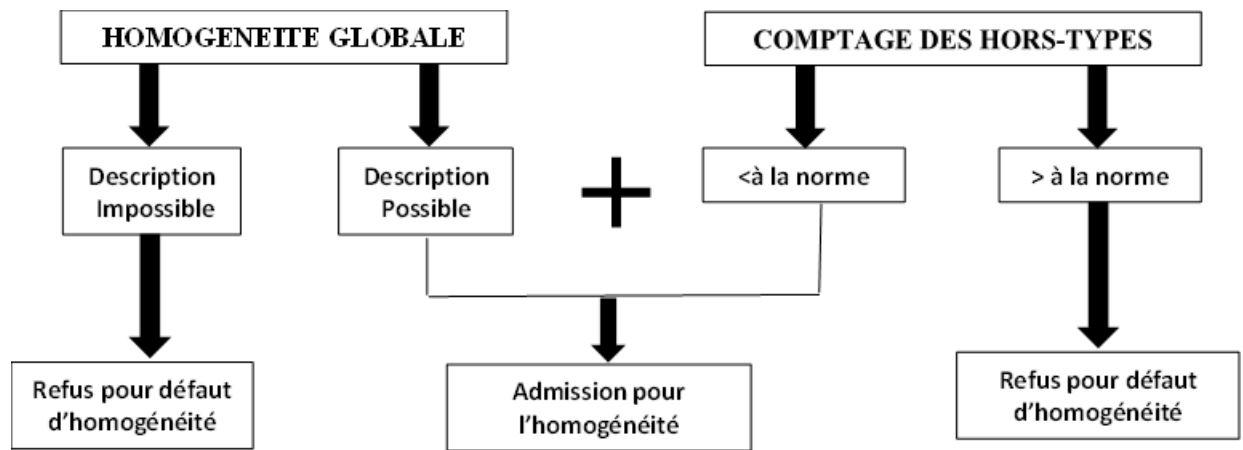 HOMOGENEITE GLOBALE
COMPTAGE DES HORS-TYPES
Description
Impossible
Description
Possible
+
<à la norme
> à la norme
Refus pour défaut
d'homogénéité
Admission pour
l'homogénéité
Refus pour défaut
d'homogénéité